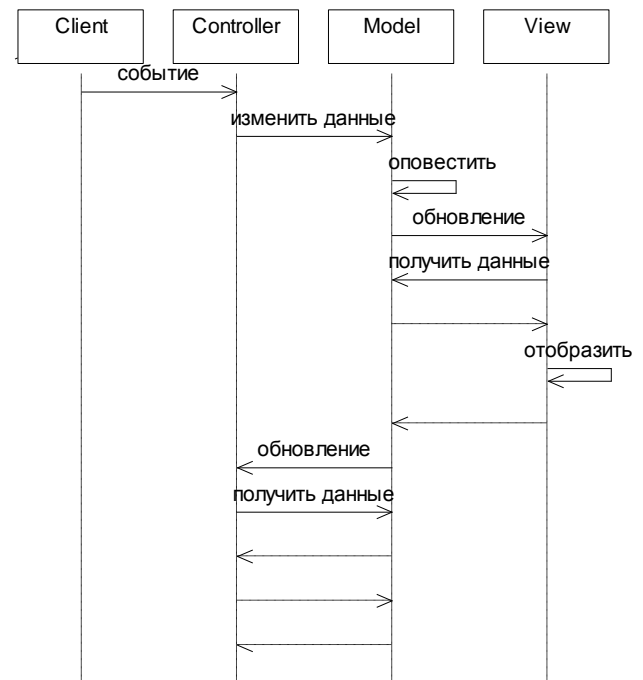 Client
Controller
Model
View
событие
изменить данные
оповестить
обновление
получить данные
отобразить
обновление
получить данные